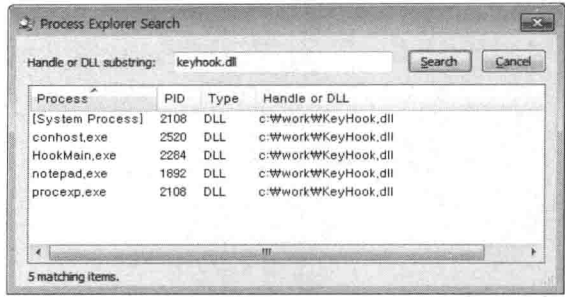 Process Explorer Search
Handle or DLL substring: keyhook.dll Search Cancel
Process PID Type Handle or DLL
[System Process] 2108 DLL c:₩work₩KeyHook.dll
conhost.exe 2520 DLL c:₩work₩KeyHook.dll
HookMain.exe 2284 DLL c:₩work₩KeyHook.dll
notepad.exe 1892 DLL c:₩work₩KeyHook.dll
procexp.exe 2108 DLL c:₩work₩KeyHook.dll
5 matching items.